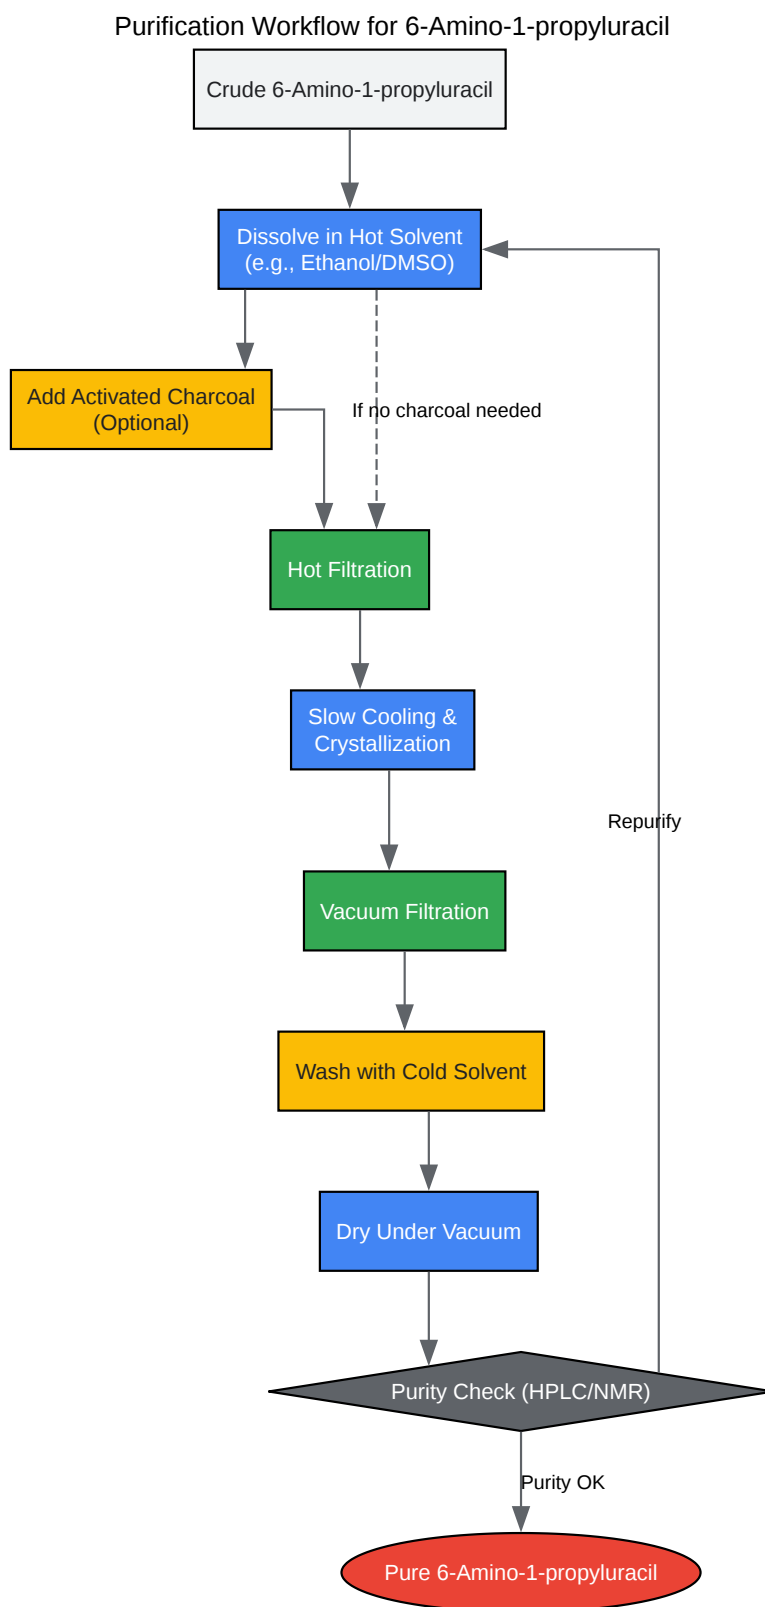 Purification Workflow for 6-Amino-1-propyluracil
Crude 6-Amino-1-propyluracil
Dissolve in Hot Solvent
(e.g., Ethanol/DMSO)
Add Activated Charcoal
(Optional)
If no charcoal needed
Hot Filtration
Slow Cooling &
Crystallization
Repurify
Vacuum Filtration
Wash with Cold Solvent
Dry Under Vacuum
Purity Check (HPLC/NMR)
Purity OK
Pure 6-Amino-1-propyluracil